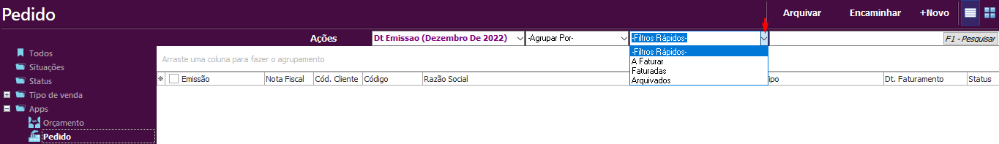 Pedido
Arquivar Encaminhar +Novo
Ações Dt Emissao (Dezembro De 2022) -Agrupar Por- -Filtros Rápidos- F1 - Pesquisar
-Filtros Rápidos-
A Faturar
Faturadas
Arquivados
Todos
Situações
Status
Tipo de venda
Apps
Orçamento
Pedido
Arraste uma coluna para fazer o agrupamento
Emissão Nota Fiscal Cód. Cliente Código Razão Social ipo Dt. Faturamento Status